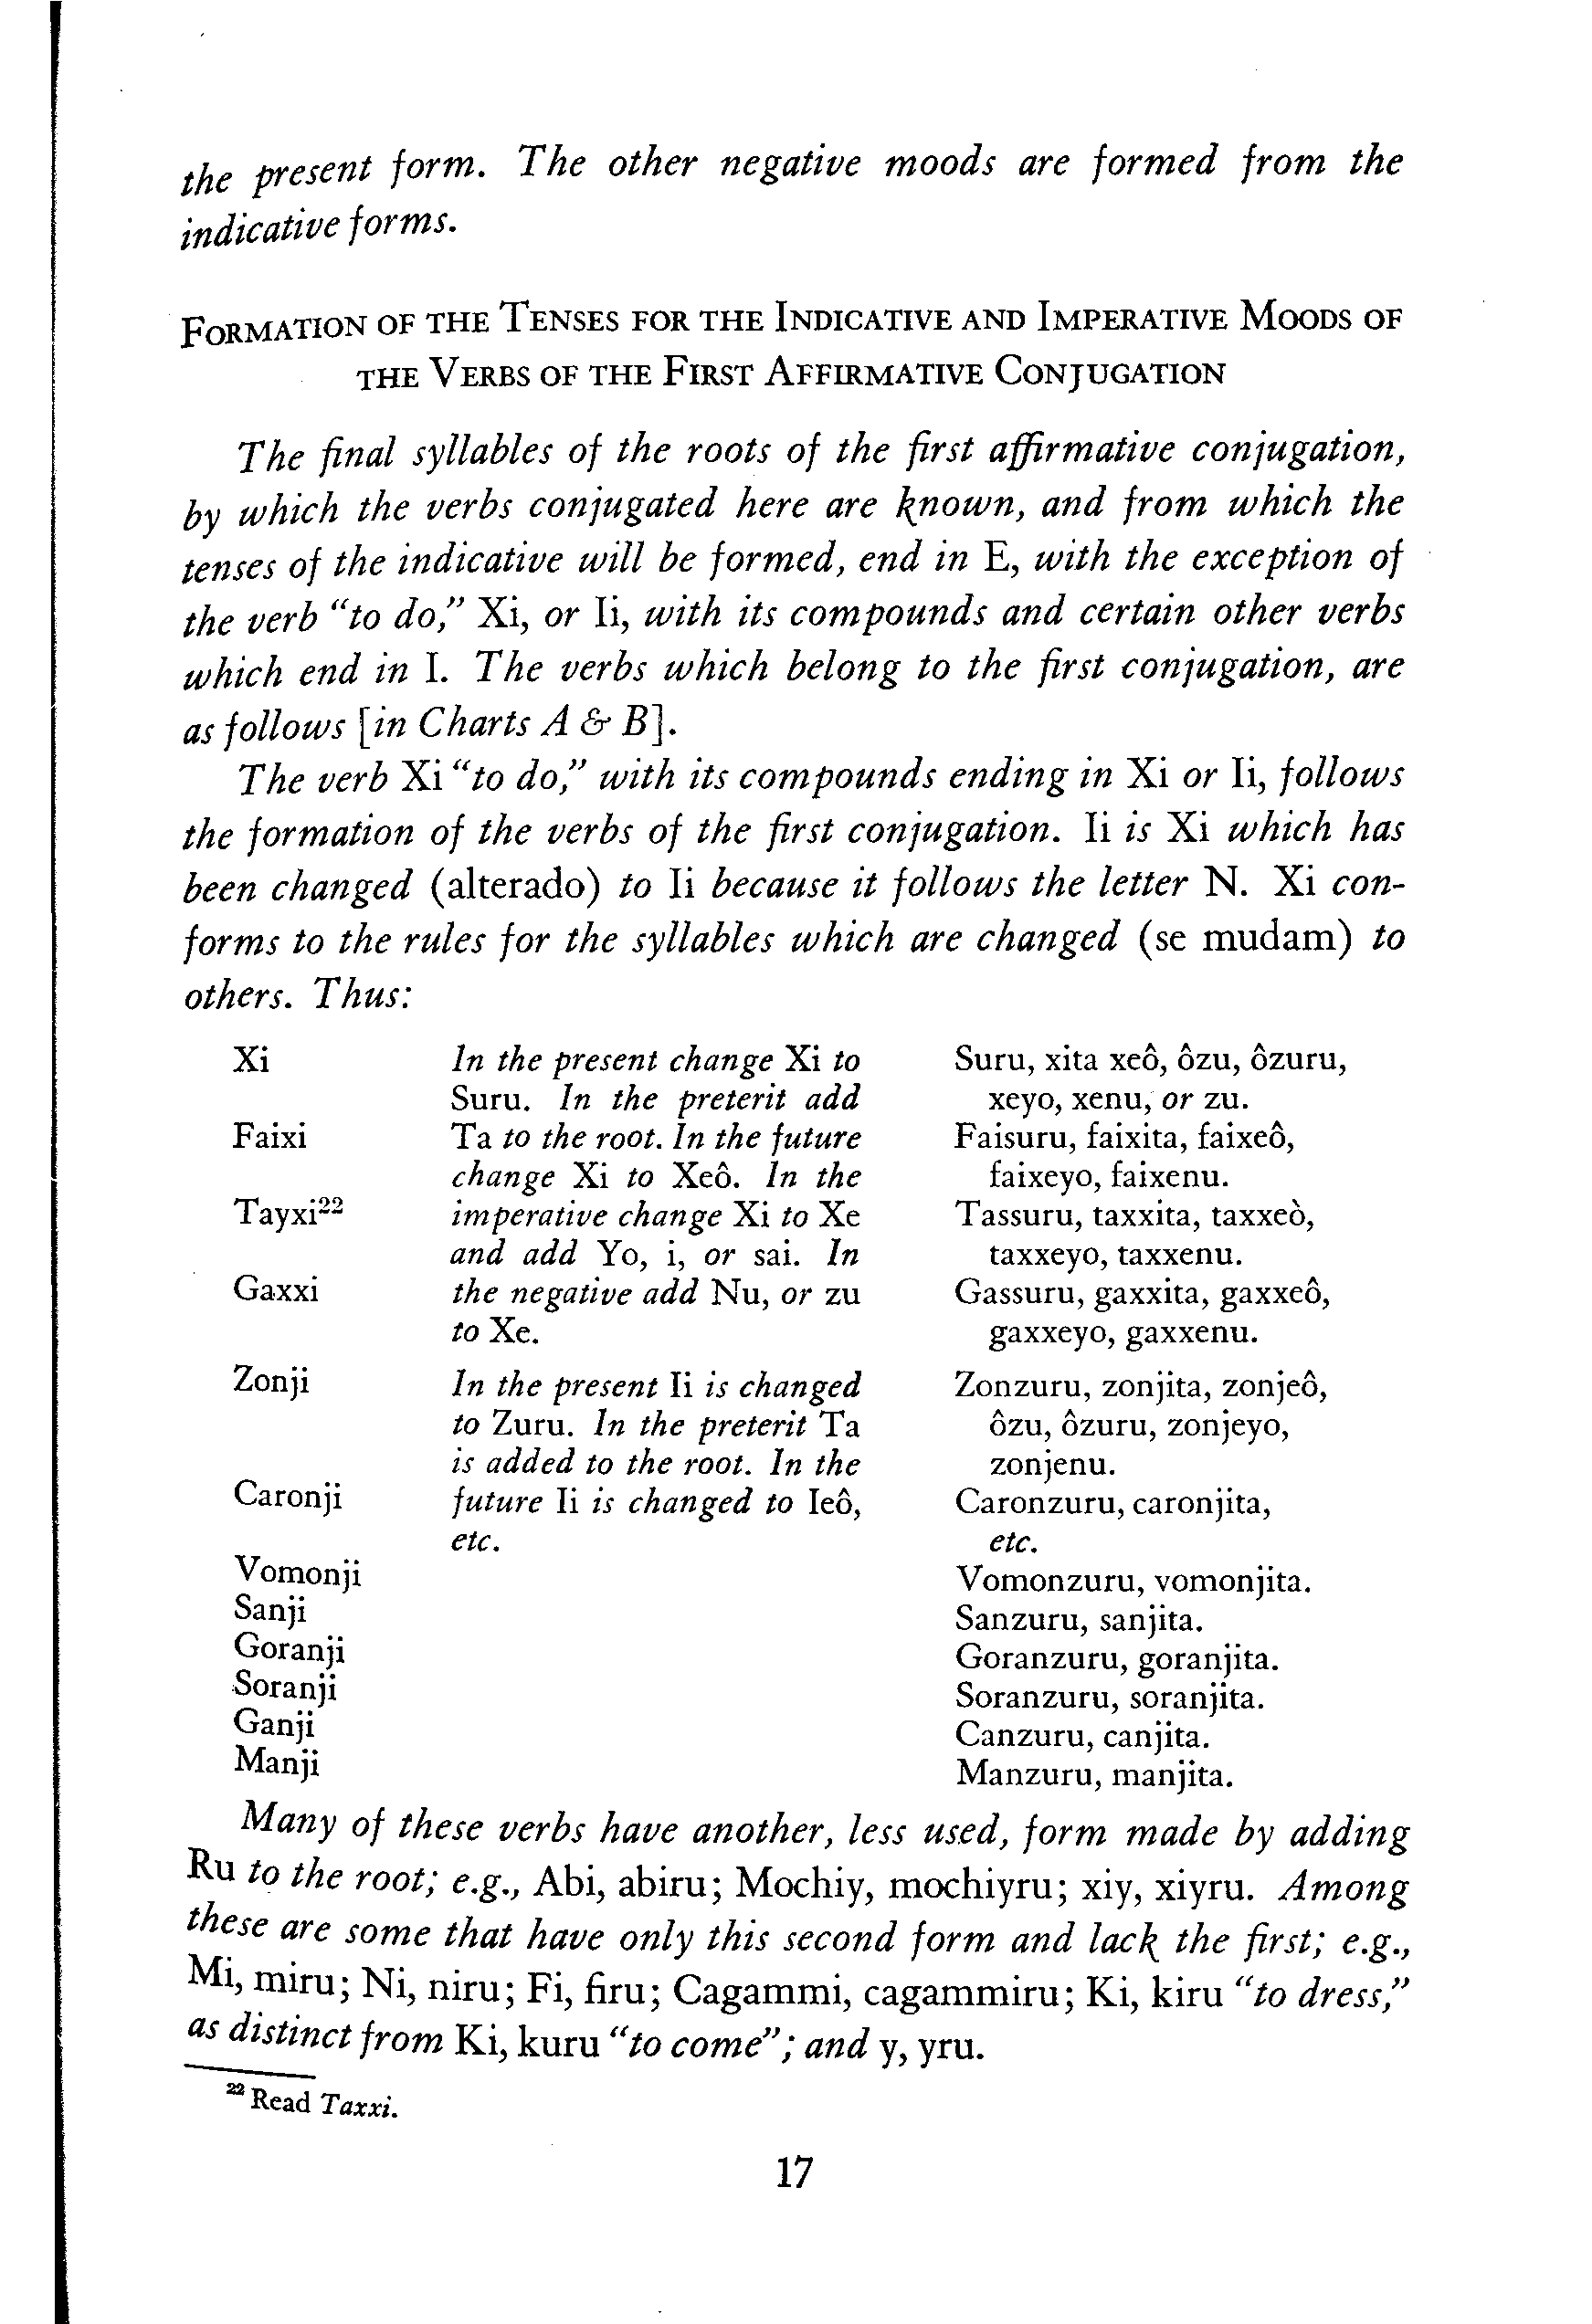 the present form. The other negative moods are formed from the
indicative forms.
FORMATION OF THE TENSES FOR THE INDICATIVE AND IMPERATIVE MOODS OF
THE VERBS OF THE FIRST AFFIRMATIVE CONJUGATION
The final syllables of the roots of the first affirmative conjugation,
by which the verbs conjugated here are known, and from which the
tenses of the indicative will be formed, end in E, with the exception of
the verb “to do,” Xi, or Ii, with its compounds and certain other verbs
which end in I. The verbs which belong to the first conjugation, are
as follows [in Charts A & B].
The verb Xi “to do,” with its compounds ending in Xi or Ii, follows
the formation of the verbs of the first conjugation. Ii is Xi which has
been changed (alterado) to Ii because it follows the letter N. Xi con-
forms to the rules for the syllables which are changed (se mudam) to
others. Thus:
Xi In the present change Xi to Suru, xita xeô, ôzu, ôzuru,
Suru. In the preterit add xeyo, xenu, or zu.
Faixi Ta to the root. In the future Faisuru, faixita, faixeô,
change Xi to Xeô. In the faixeyo, faixenu.
Tayxi22 imperative change Xi to Xe Tassuru, taxxita, taxxeò,
and add Yo, i, or sai. In taxxeyo, taxxenu.
Gaxxi the negative add Nu, or zu Gassuru, gaxxita, gaxxeô,
to Xe. gaxxeyo, gaxxenu.
Zonji In the present Ii is changed Zonzuru, zonjita, zonjeô,
to Zuru. In the preterit Ta ôzu, ôzuru, zonjeyo,
is added to the root. In the zonjenu.
Caronji future Ii is changed to Ieô, Caronzuru, caronjita,
etc. etc.
Vomonji Vomonzuru, vomonjita.
Sanji Sanzuru, sanjita.
Goranji Goranzuru, goranjita.
Soranji Soranzuru, soranjita.
Ganji Canzuru, canjita.
Manji Manzuru, manjita.
Many of these verbs have another, less used, form made by adding
Ru to the root; e.g., Abi, abiru; Mochiy, mochiyru; xiy, xiyru. Among
these are some that have only this second form and lack the first; e.g.,
Mi, miru; Ni, niru; Fi, firu; Cagammi, cagammiru; Ki, kiru “to dress,”
as distinct from Ki, kuru “to come”; and y, yru.
22 Read Taxxi.
17